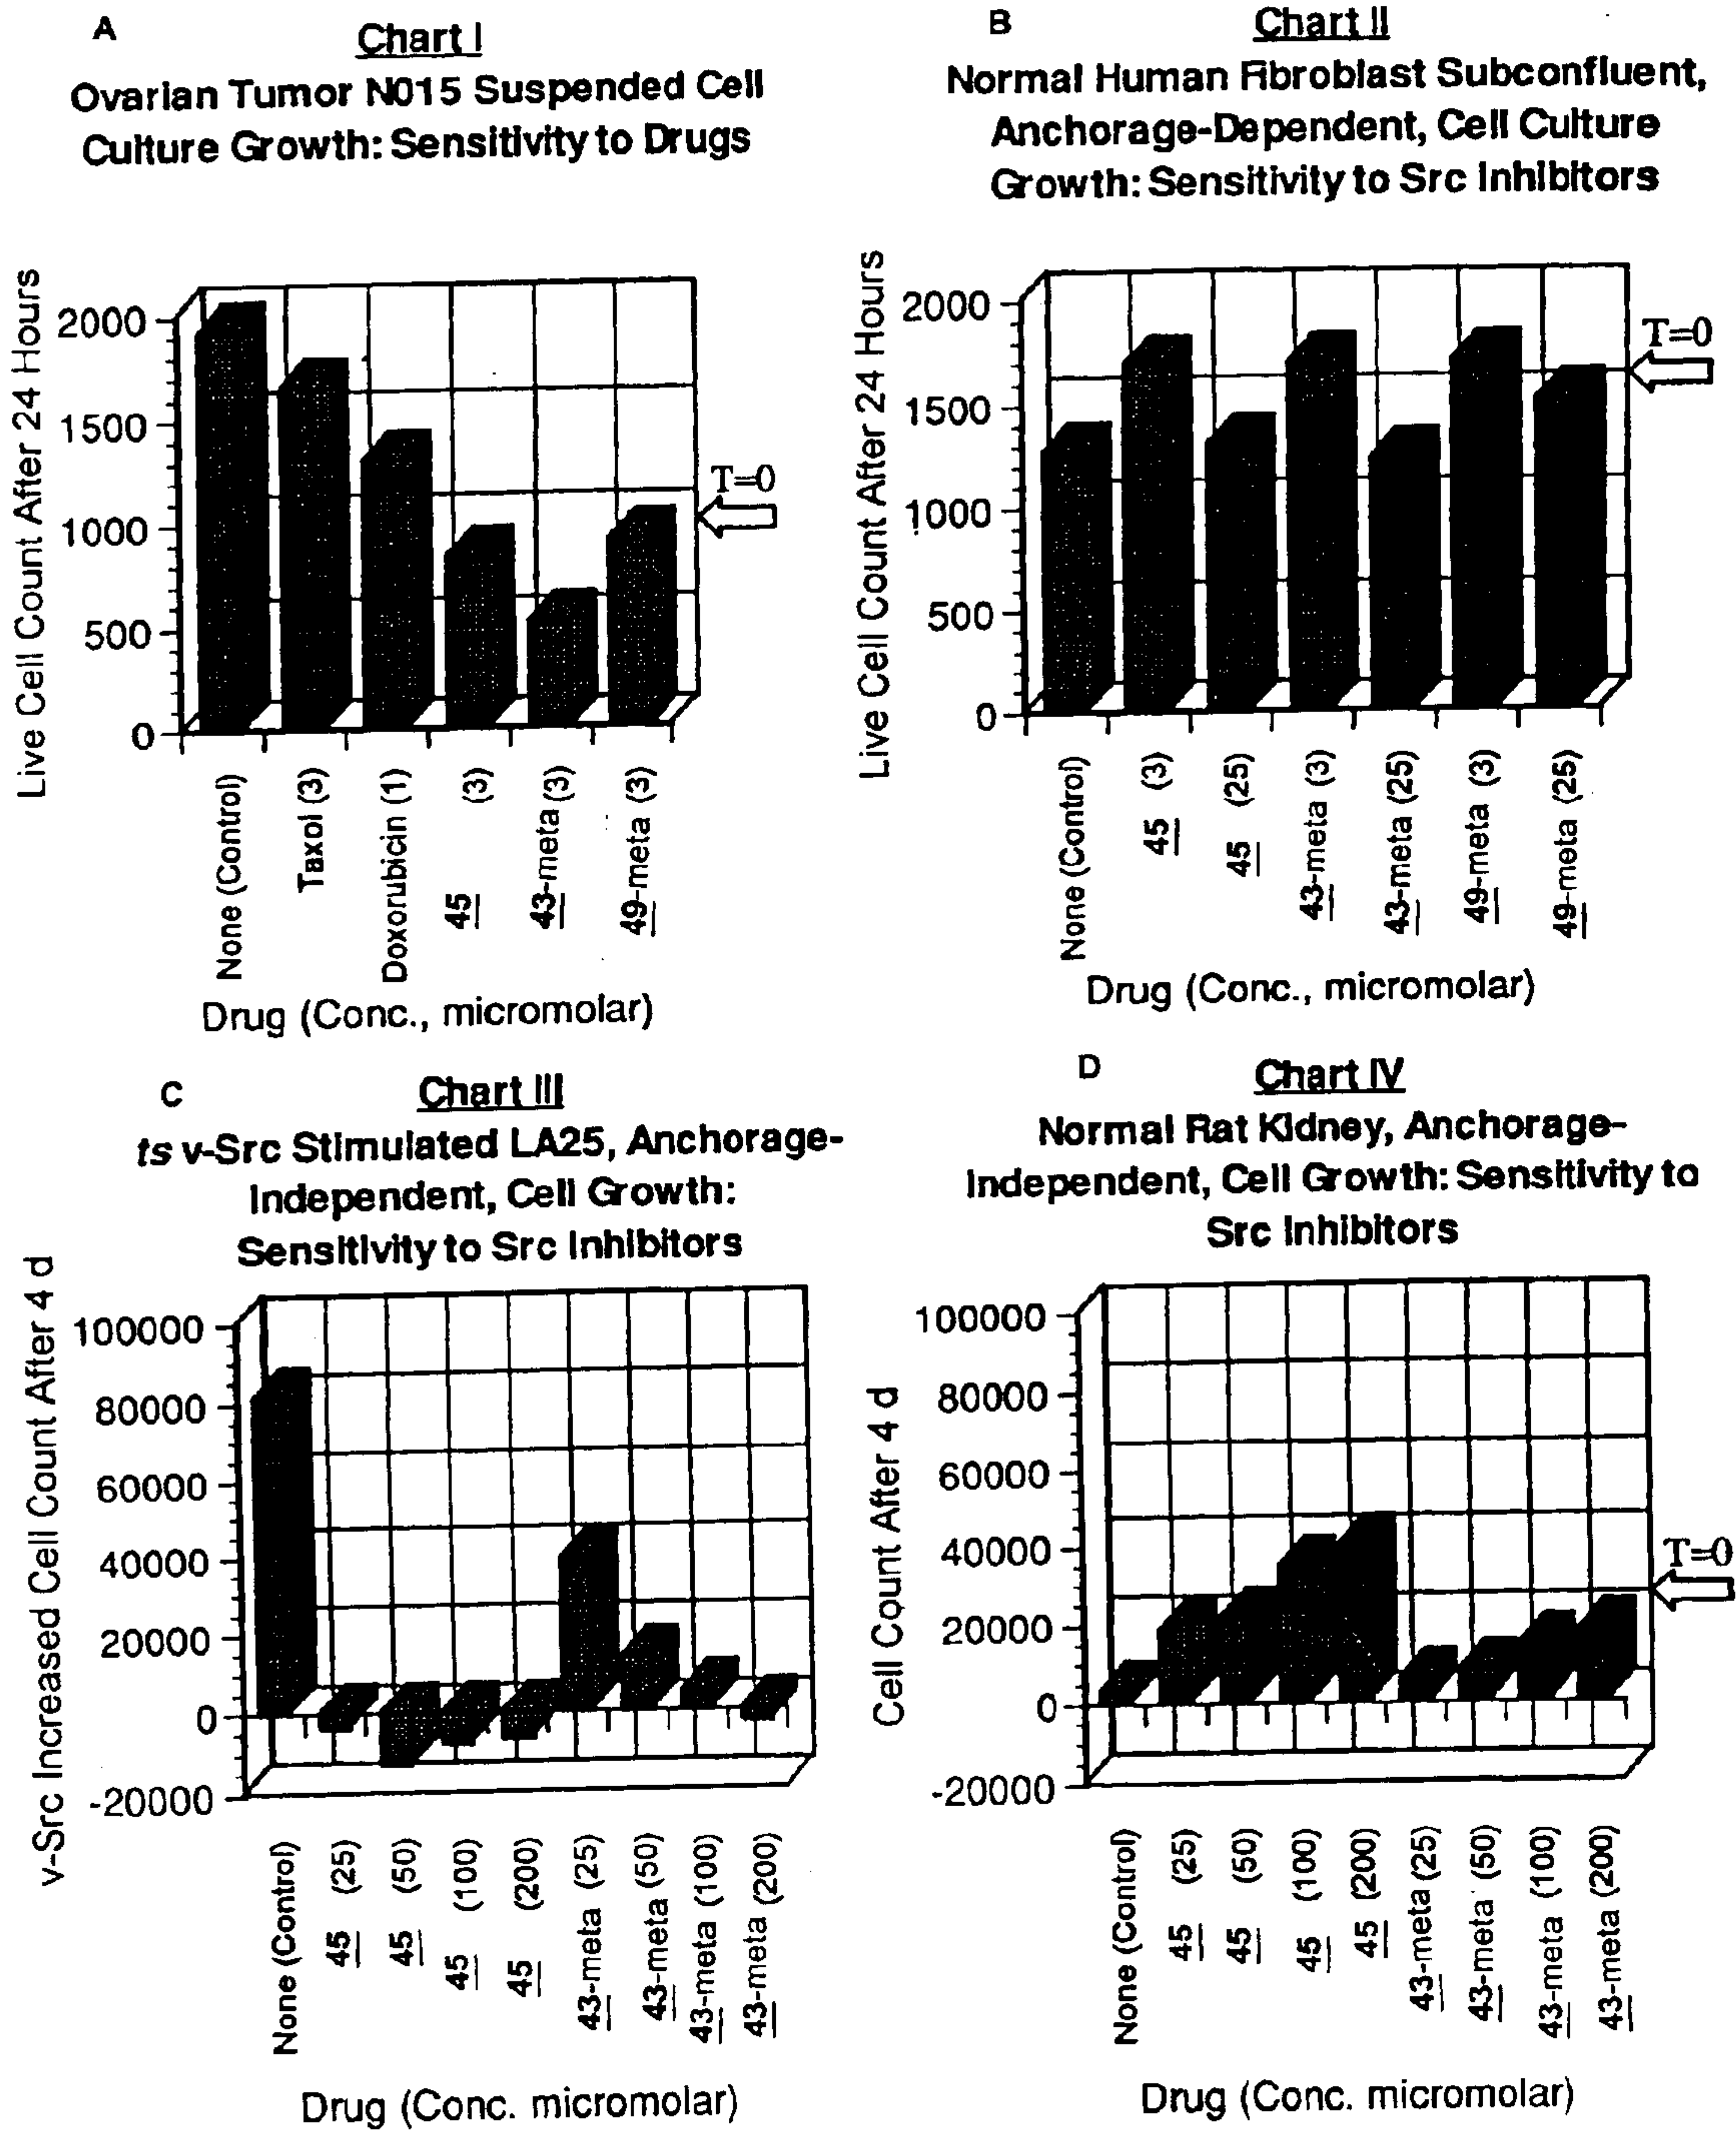 A
Chart I
Ovarian Tumor N015 Suspended Cell
Culture Growth: Sensitivity to Drugs
Live Cell Count After 24 Hours
2000
1500
1000
500
0
T=0
None (Control)
Taxol (3)
Doxorubicin (1)
45 (3)
43-meta (3)
49-meta (3)
Drug (Conc., micromolar)
B
Chart II
Normal Human Fibroblast Subconfluent,
Anchorage-Dependent, Cell Culture
Growth: Sensitivity to Src Inhibitors
Live Cell Count After 24 Hours
2000
1500
1000
500
0
T=0
None (Control)
45 (3)
45 (25)
43-meta (3)
43-meta (25)
49-meta (3)
49-meta (25)
Drug (Conc., micromolar)
C
Chart III
ts v-Src Stimulated LA25, Anchorage-
Independent, Cell Growth:
Sensitivity to Src Inhibitors
v-Src Increased Cell Count After 4 d
100000
80000
60000
40000
20000
0
-20000
None (Control)
45 (25)
45 (50)
45 (100)
45 (200)
43-meta (25)
43-meta (50)
43-meta (100)
43-meta (200)
Drug (Conc. micromolar)
D
Chart IV
Normal Rat Kidney, Anchorage-
Independent, Cell Growth: Sensitivity to
Src Inhibitors
Cell Count After 4 d
100000
80000
60000
40000
20000
0
-20000
T=0
None (Control)
45 (25)
45 (50)
45 (100)
45 (200)
43-meta (25)
43-meta (50)
43-meta (100)
43-meta (200)
Drug (Conc. micromolar)